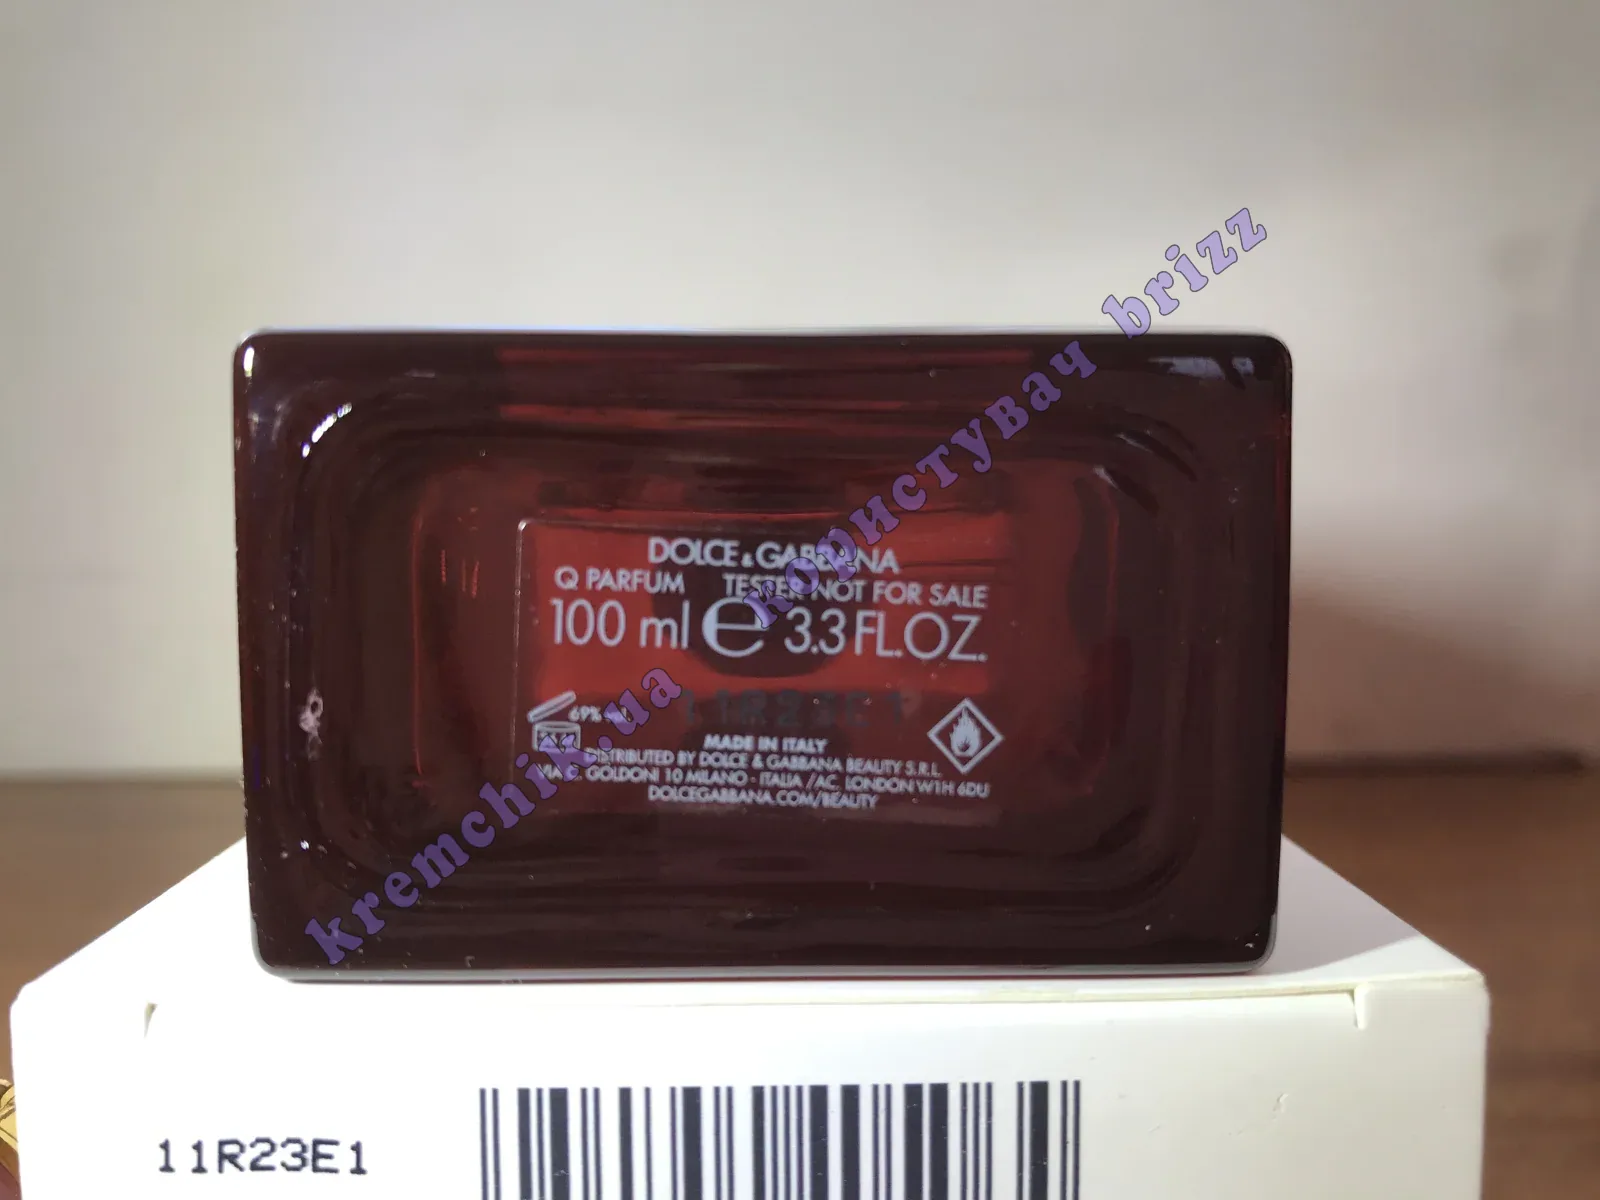 DOLCE & GABBANA
Q PARFUM TESTER NOT FOR SALE
100 ml e 3.3 FL.OZ.
69% vol.
11R23E1
MADE IN ITALY
DISTRIBUTED BY DOLCE & GABBANA BEAUTY S.R.L.
VIA C. GOLDONI 10 MILANO - ITALIA /AC. LONDON W1H 6DU
DOLCEGABBANA.COM/BEAUTY
kremchik.ua користувач brizz
11R23E1